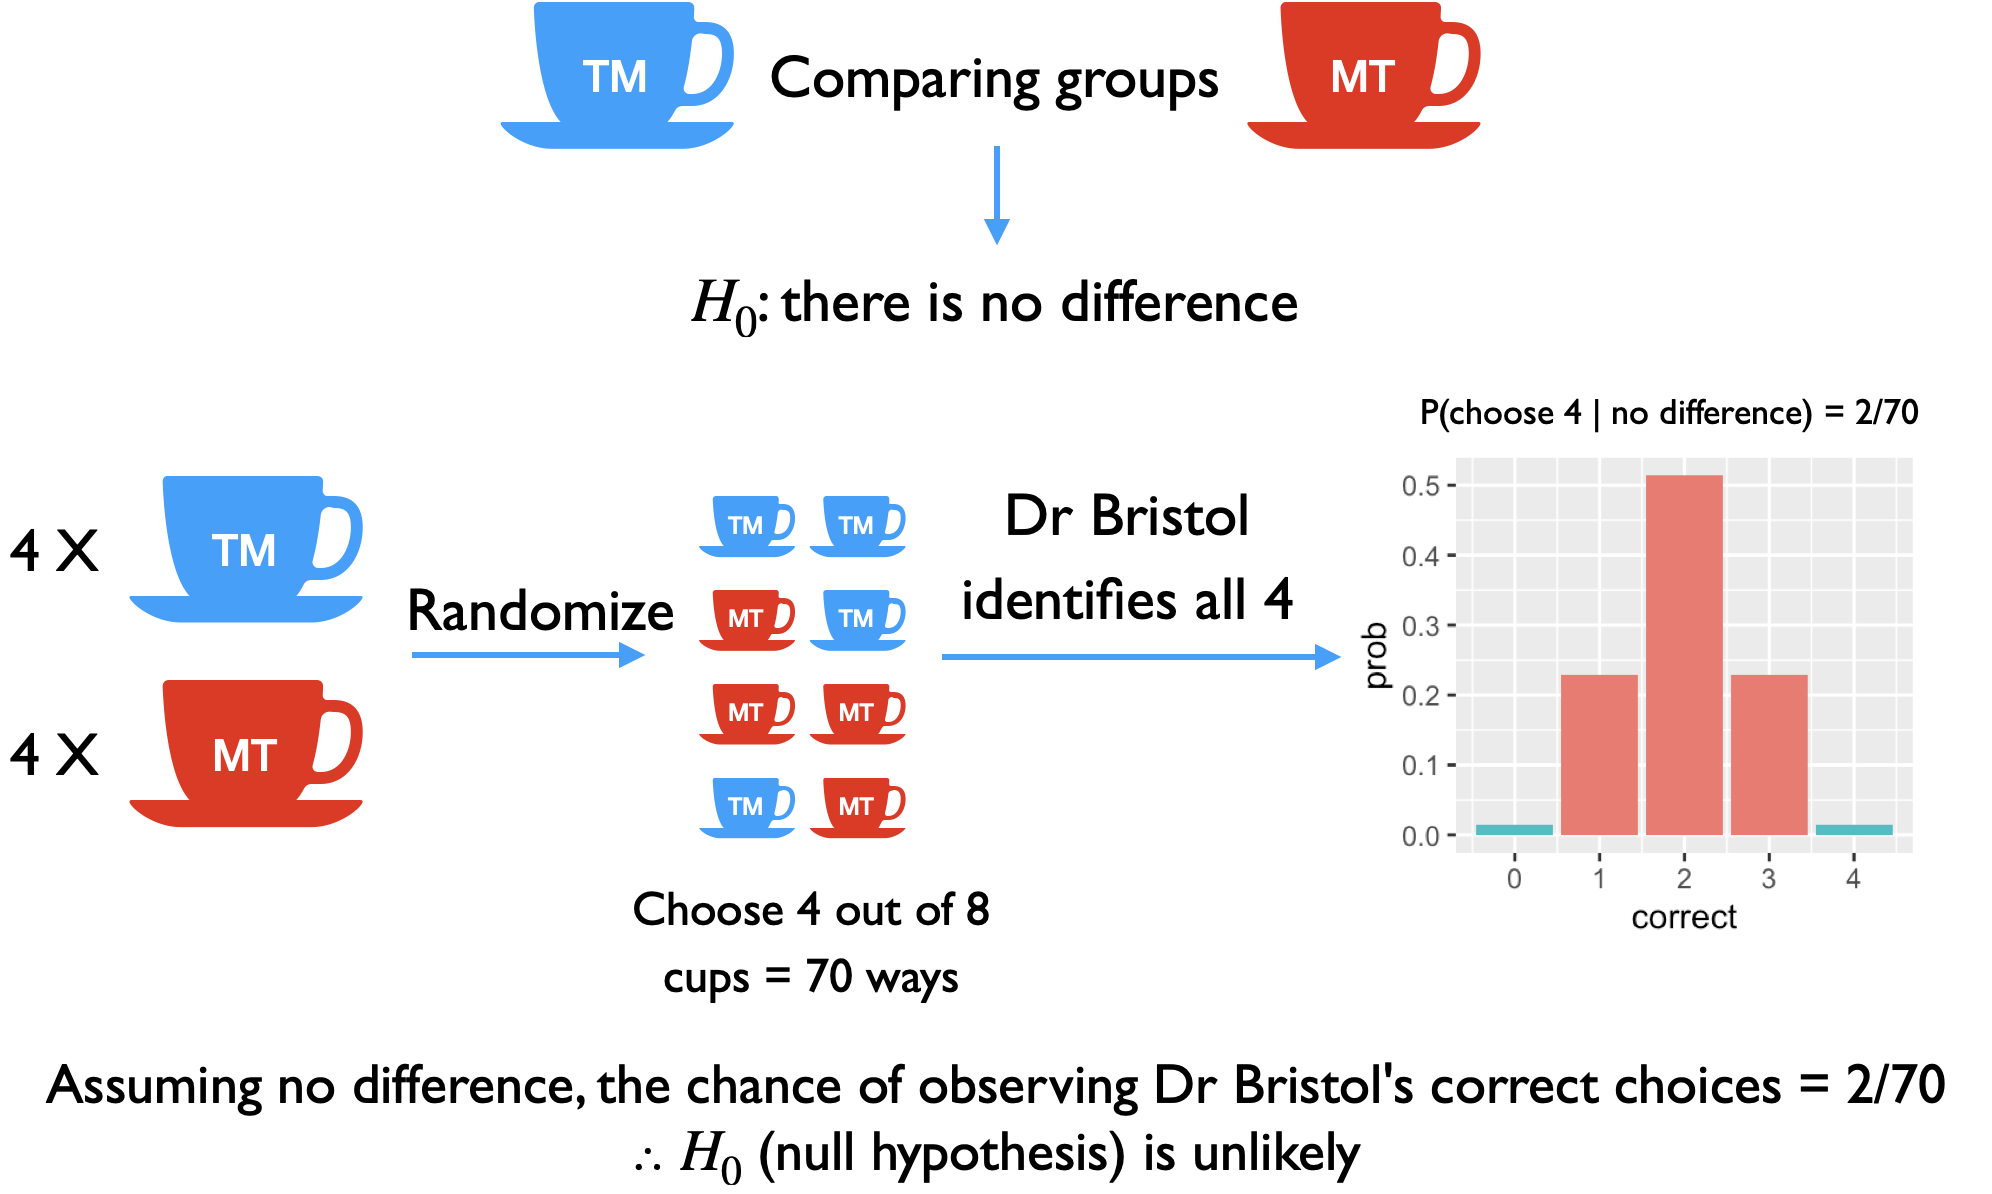 TM Comparing groups MT
H₀: there is no difference
P(choose 4 | no difference) = 2/70
4 X TM
4 X MT
Randomize
TM TM
MT TM
MT MT
TM MT
Choose 4 out of 8
cups = 70 ways
Dr Bristol
identifies all 4
prob
0.5
0.4
0.3
0.2
0.1
0.0
0 1 2 3 4
correct
Assuming no difference, the chance of observing Dr Bristol's correct choices = 2/70
∴ H₀ (null hypothesis) is unlikely